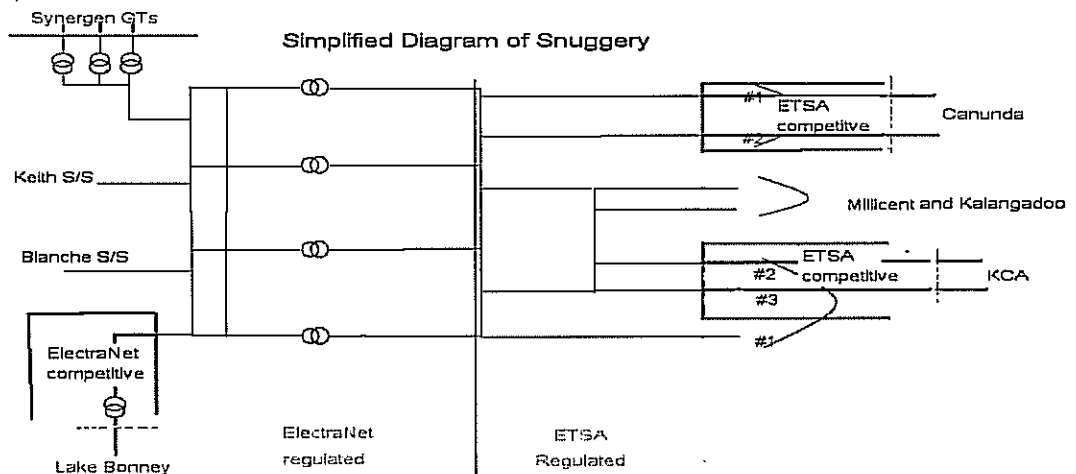 Synergen GTs
Simplified Diagram of Snuggery
#1
ETSA
competitve
#2
Canunda
Keith S/S
Millicent and Kalangadoo
Blanche S/S
ETSA
competitive
#2
KCA
#3
#1
ElectraNet
competitive
Lake Bonney
ElectraNet
regulated
ETSA
Regulated